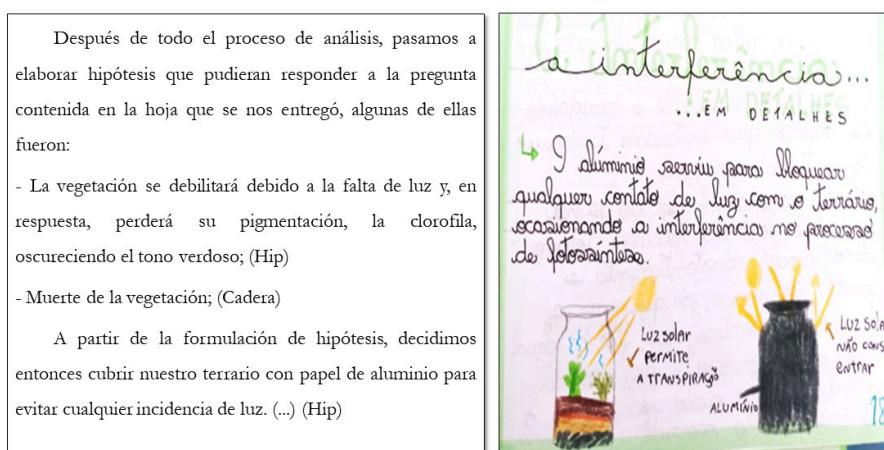 Después de todo el proceso de análisis, pasamos a
elaborar hipótesis que pudieran responder a la pregunta
contenida en la hoja que se nos entregó, algunas de ellas
fueron:
- La vegetación se debilitará debido a la falta de luz y, en
respuesta, perderá su pigmentación, la clorofila,
oscureciendo el tono verdoso; (Hip)
- Muerte de la vegetación; (Cadera)
A partir de la formulación de hipótesis, decidimos
entonces cubrir nuestro terrario con papel de aluminio para
evitar cualquier incidencia de luz. (...) (Hip)
a interferência...
...EM DETALHES
↳ O alúminio serviu para bloquear
qualquer contato de luz com o terrário,
ocasionando a interferência no processo
de fotossíntese.
LUZ SOLAR
PERMITE
A TRANSPIRAÇÃO
ALUMÍNIO
LUZ SOLA
NÃO CONS
ENTRAR
18